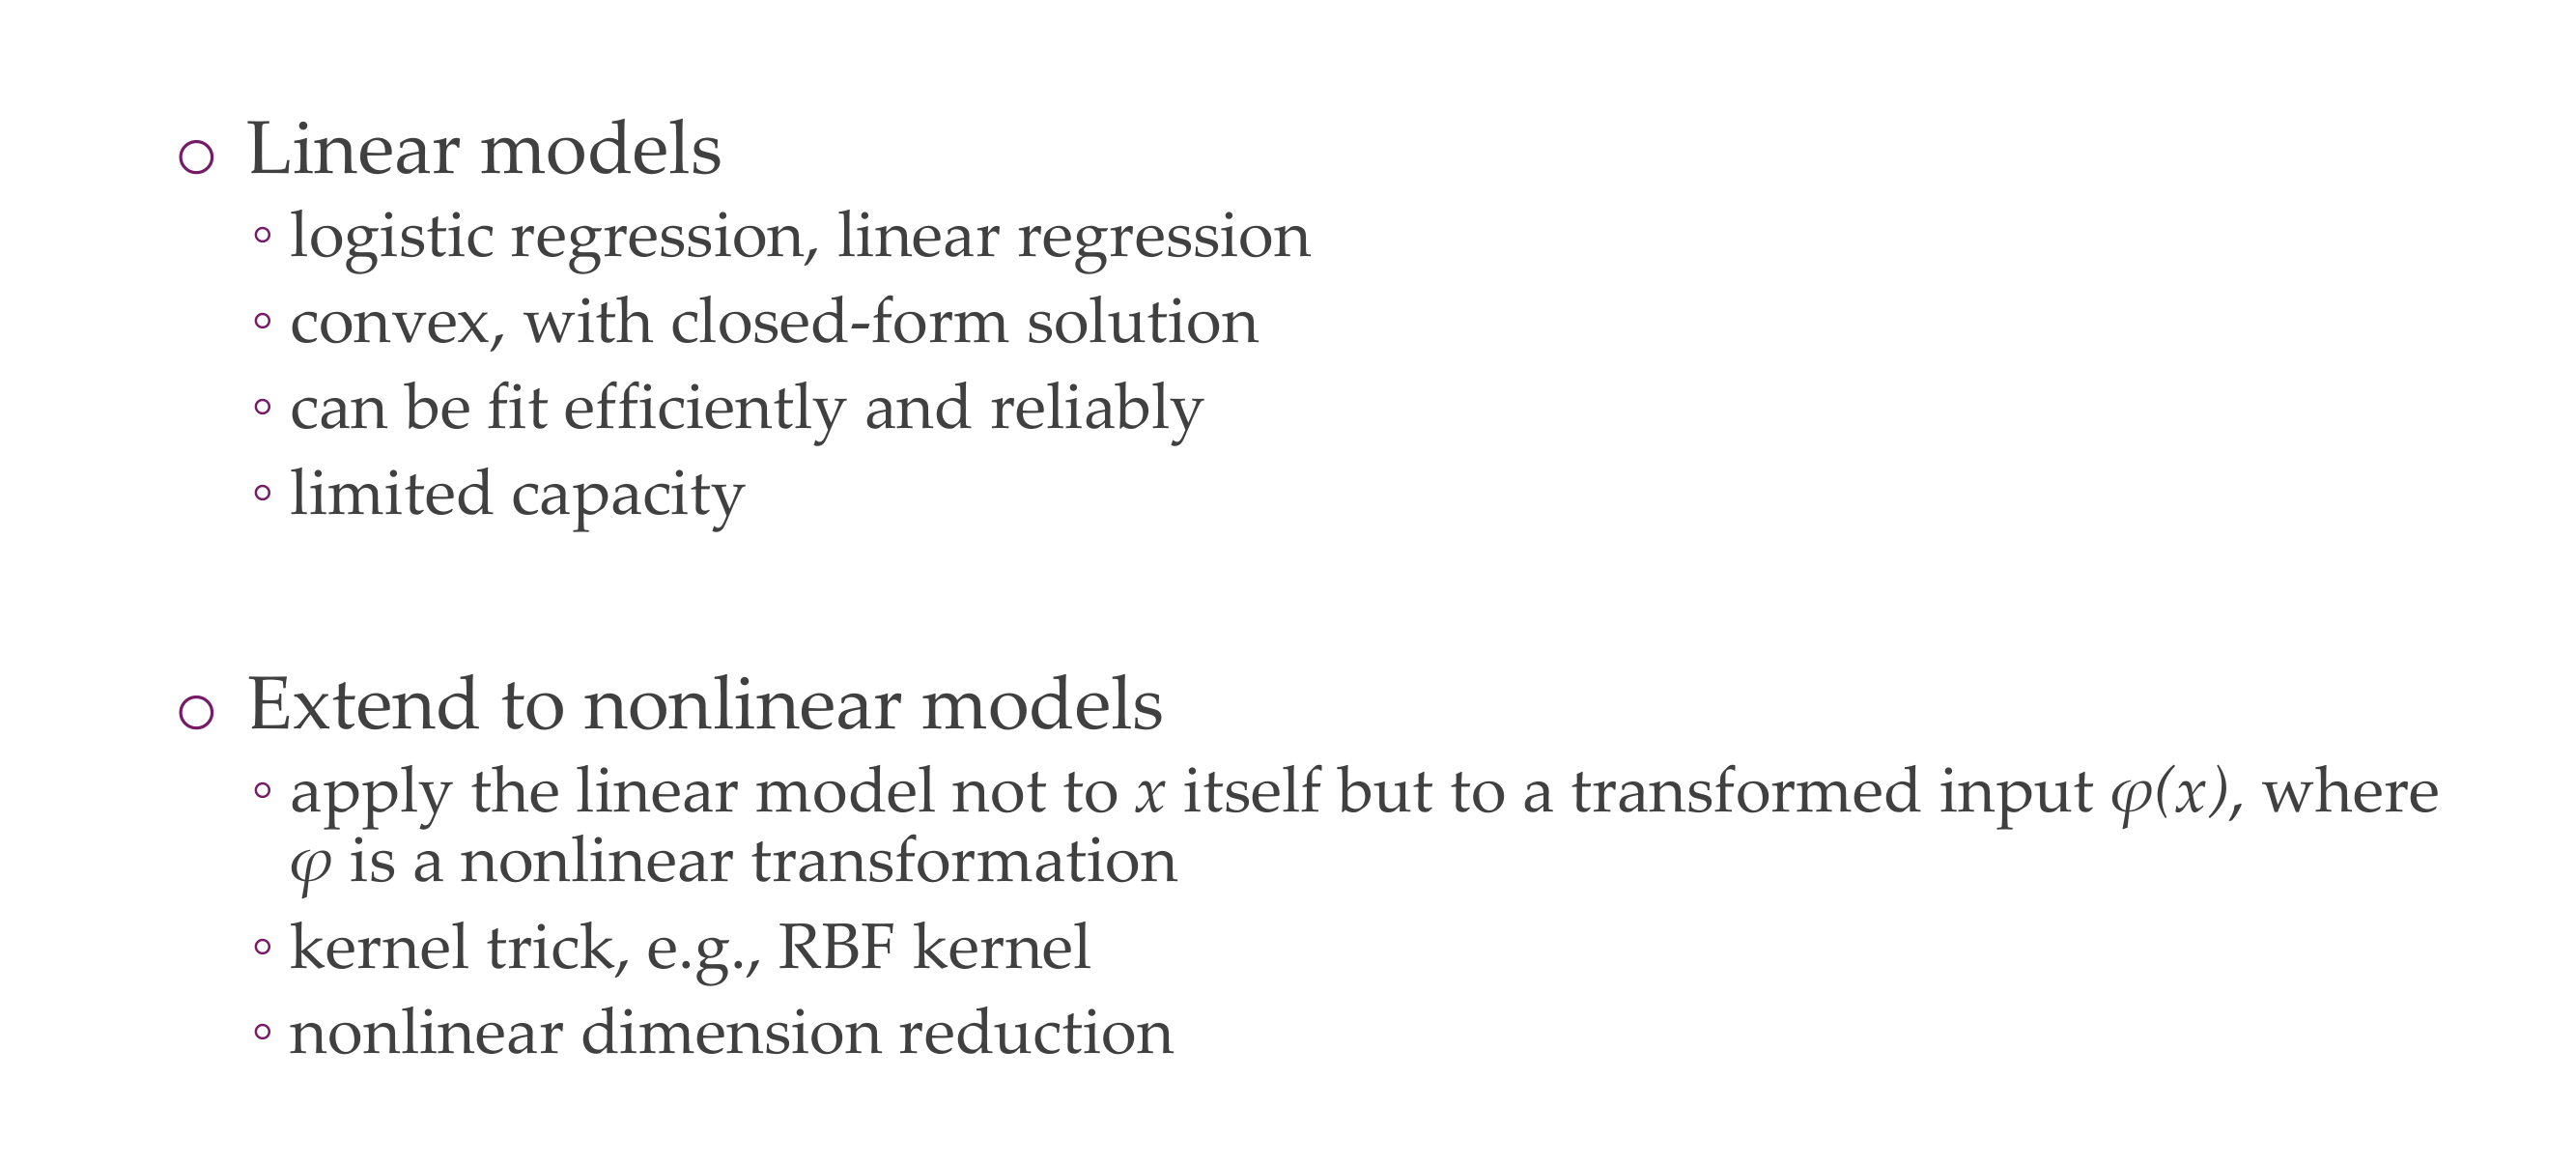 Linear models
logistic regression, linear regression
convex, with closed-form solution
can be fit efficiently and reliably
limited capacity
Extend to nonlinear models
apply the linear model not to x itself but to a transformed input φ(x), where
φ is a nonlinear transformation
kernel trick, e.g., RBF kernel
nonlinear dimension reduction